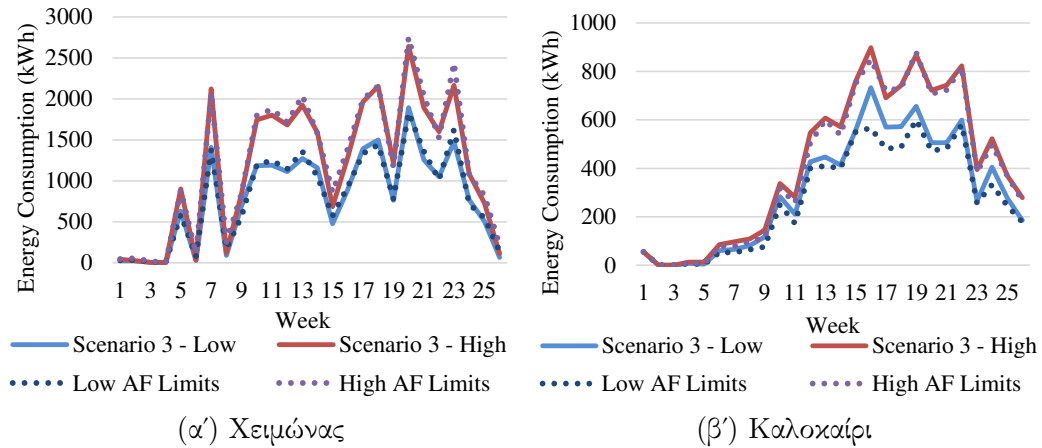 Energy Consumption (kWh)
3000
2500
2000
1500
1000
500
0
1 3 5 7 9 11 13 15 17 19 21 23 25
Week
Scenario 3 - Low
Scenario 3 - High
Low AF Limits
High AF Limits
(αʹ) Χειμώνας
Energy Consumption (kWh)
1000
800
600
400
200
0
1 3 5 7 9 11 13 15 17 19 21 23 25
Week
Scenario 3 - Low
Scenario 3 - High
Low AF Limits
High AF Limits
(βʹ) Καλοκαίρι